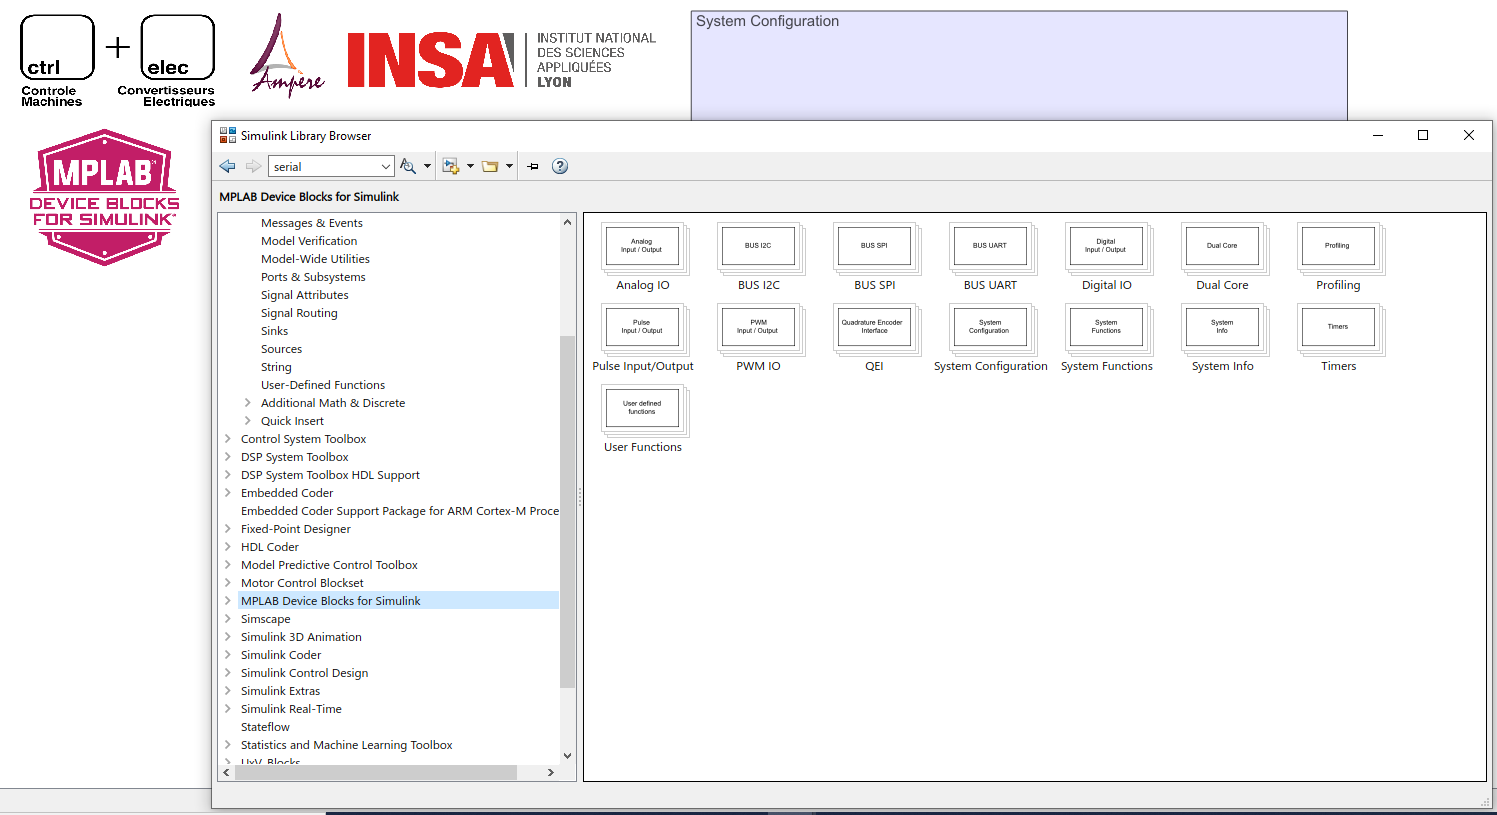 ctrl
+
elec
Controle
Machines
Convertisseurs
Electriques
Ampere
INSA
INSTITUT NATIONAL
DES SCIENCES
APPLIQUÉES
LYON
System Configuration
MPLAB
DEVICE BLOCKS
FOR SIMULINK
Simulink Library Browser
serial
MPLAB Device Blocks for Simulink
Messages & Events
Model Verification
Model-Wide Utilities
Ports & Subsystems
Signal Attributes
Signal Routing
Sinks
Sources
String
User-Defined Functions
Additional Math & Discrete
Quick Insert
Control System Toolbox
DSP System Toolbox
DSP System Toolbox HDL Support
Embedded Coder
Embedded Coder Support Package for ARM Cortex-M Proce
Fixed-Point Designer
HDL Coder
Model Predictive Control Toolbox
Motor Control Blockset
MPLAB Device Blocks for Simulink
Simscape
Simulink 3D Animation
Simulink Coder
Simulink Control Design
Simulink Extras
Simulink Real-Time
Stateflow
Statistics and Machine Learning Toolbox
UxV Blocks
Analog
Input / Output
Analog IO
BUS I2C
BUS I2C
BUS SPI
BUS SPI
BUS UART
BUS UART
Digital
Input / Output
Digital IO
Dual Core
Dual Core
Profiling
Profiling
Pulse
Input / Output
Pulse Input/Output
PWM
Input / Output
PWM IO
Quadrature Encoder
Interface
QEI
System
Configuration
System Configuration
System
Functions
System Functions
System
Info
System Info
Timers
Timers
User defined
functions
User Functions